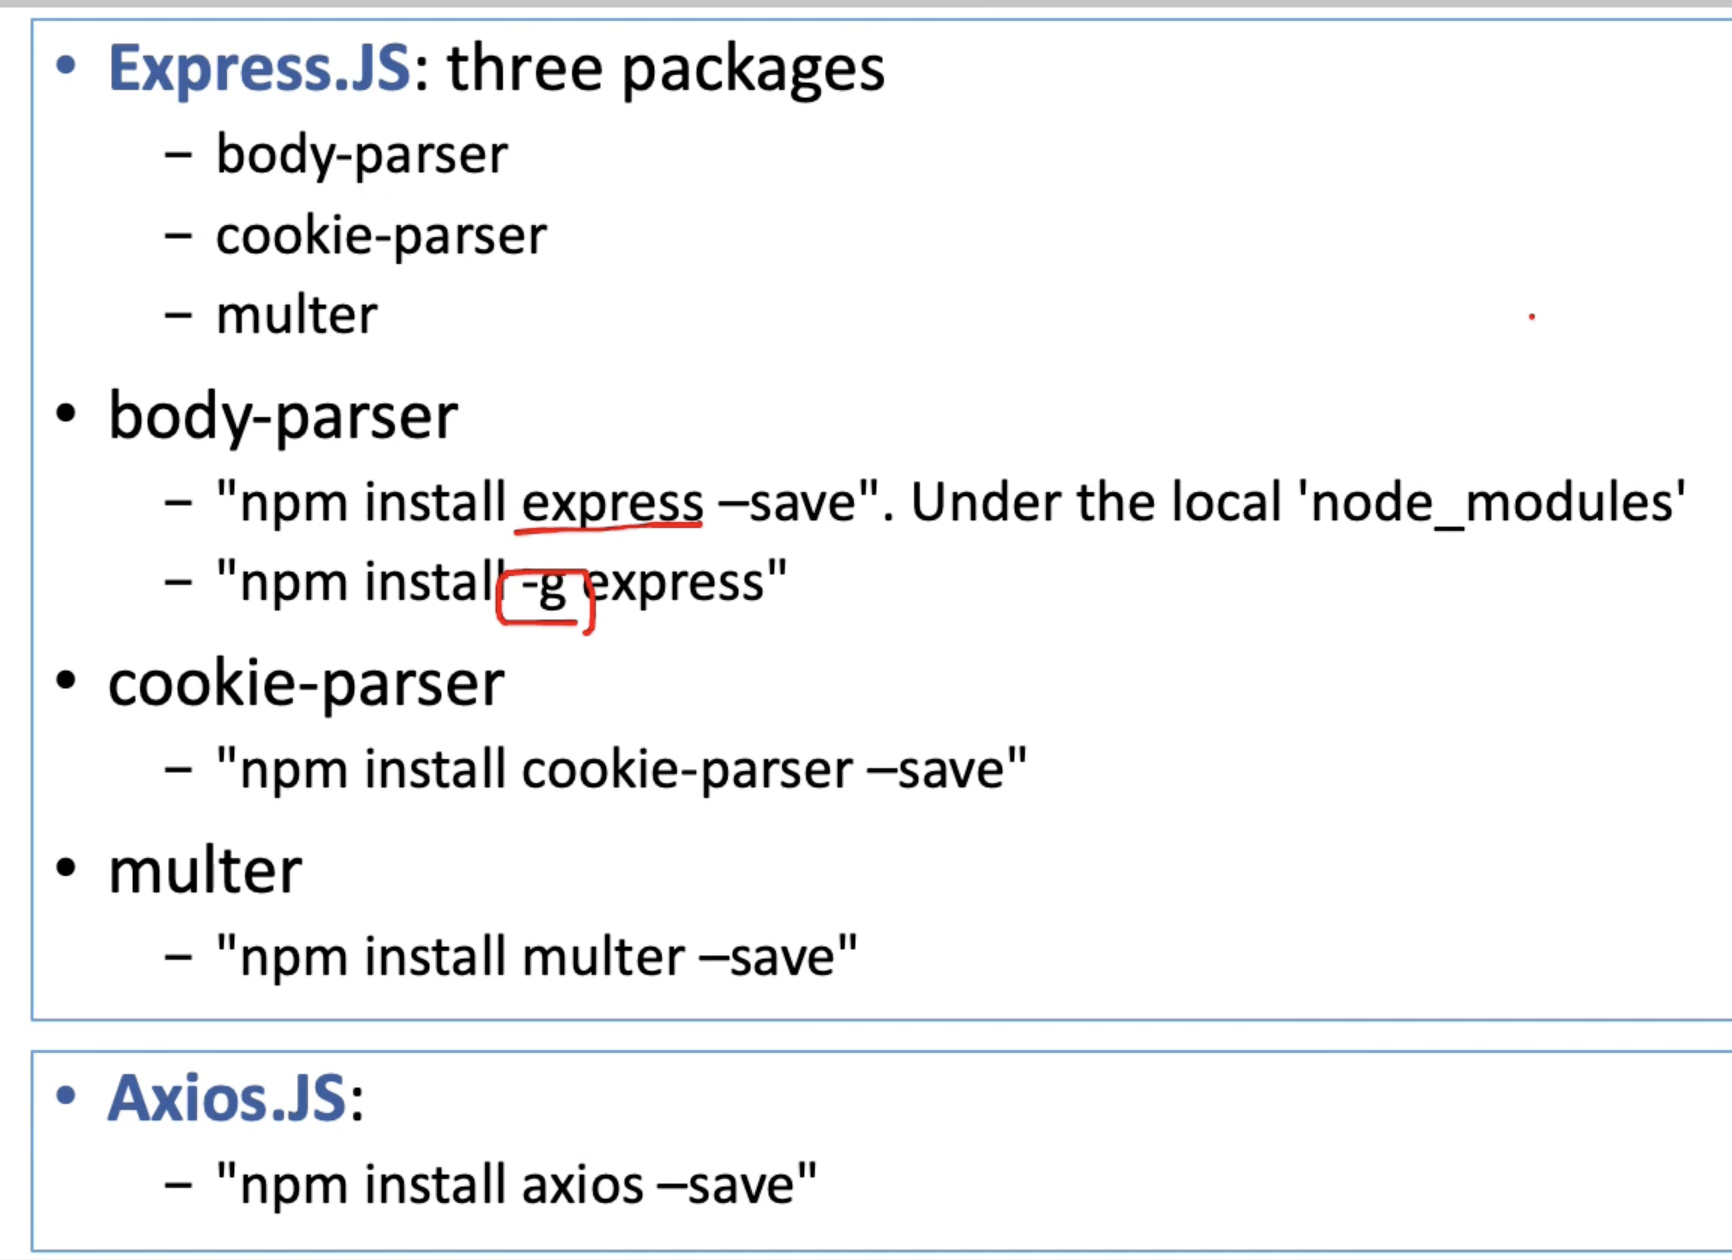 • Express.JS: three packages
– body-parser
– cookie-parser
– multer
• body-parser
– "npm install express –save". Under the local 'node_modules'
– "npm install -g express"
• cookie-parser
– "npm install cookie-parser –save"
• multer
– "npm install multer –save"
• Axios.JS:
– "npm install axios –save"